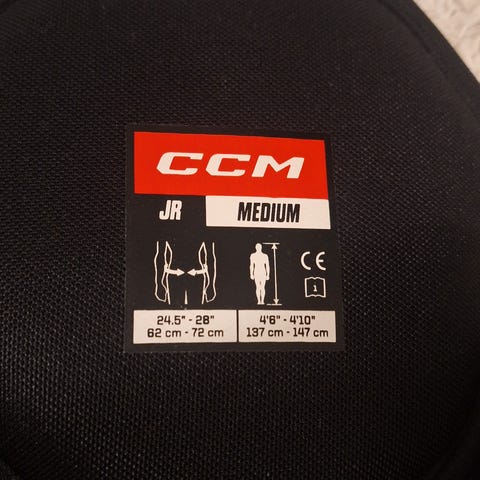 CCM
JR MEDIUM
CE
1
24.5" - 28" 4'6" - 4'10"
62 cm - 72 cm 137 cm - 147 cm